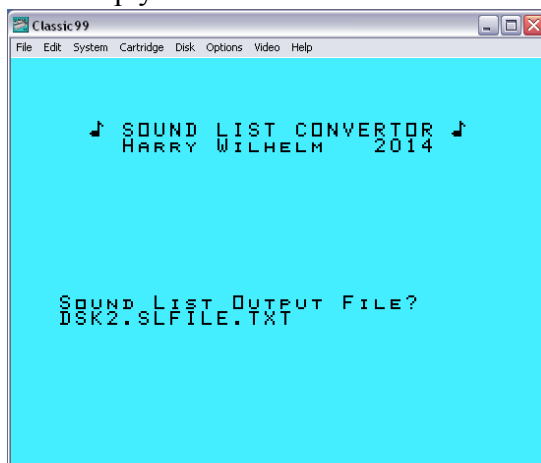 Classic99
File Edit System Cartridge Disk Options Video Help
♪ SOUND LIST CONVERTOR ♪
HARRY WILHELM 2014
SOUND LIST OUTPUT FILE?
DSK2.SLFILE.TXT